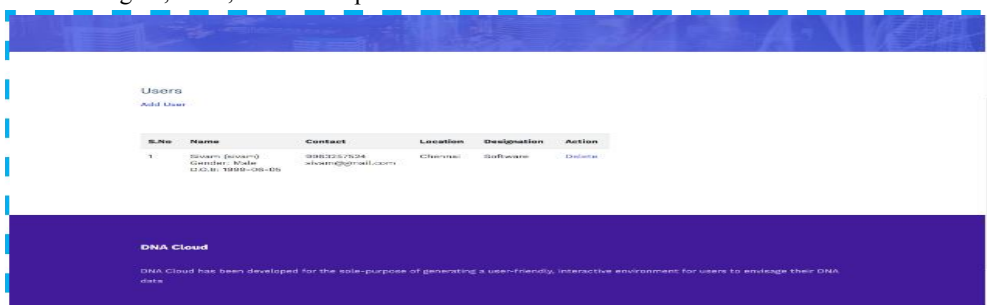 Users
Add User
S.No Name Contact Location Designation Action
1 Sivam (sivam) Chennai Software Delete
Gender: Male sivam@gmail.com
D.O.B: 1999-06-05
DNA Cloud
DNA Cloud has been developed for the sole-purpose of generating a user-friendly, interactive environment for users to envisage their DNA
data